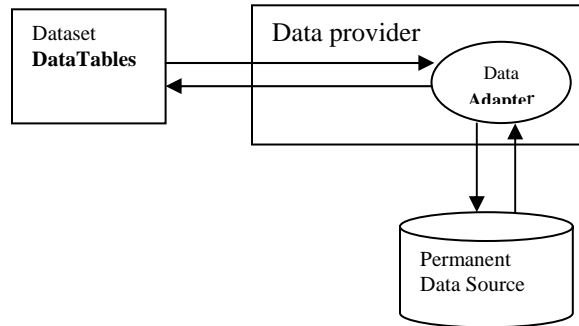 Dataset
DataTables
Data provider
Data
Adapter
Permanent
Data Source